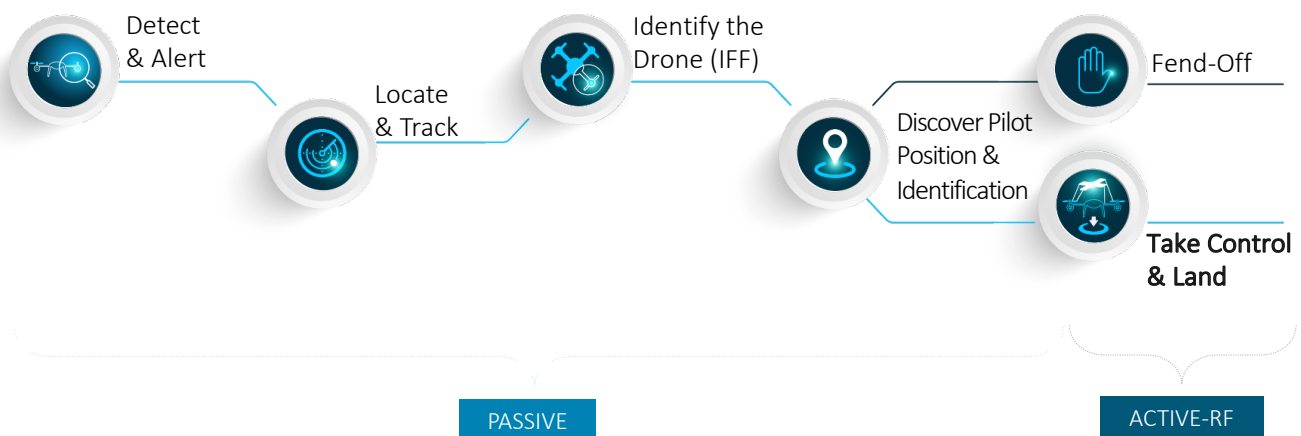 Detect
& Alert
Locate
& Track
Identify the
Drone (IFF)
Discover Pilot
Position &
Identification
Fend-Off
Take Control
& Land
PASSIVE
ACTIVE-RF